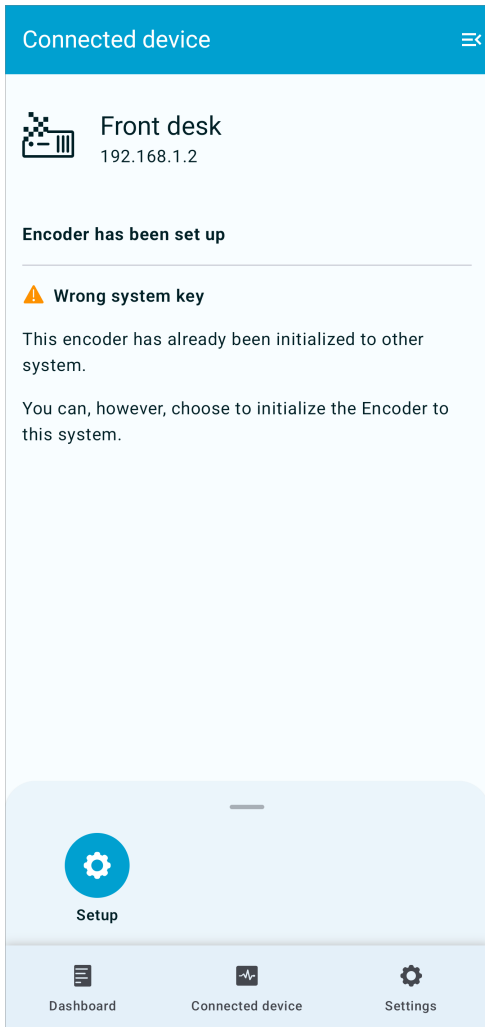 Connected device
Front desk
192.168.1.2
Encoder has been set up
Wrong system key
This encoder has already been initialized to other
system.
You can, however, choose to initialize the Encoder to
this system.
Setup
Dashboard
Connected device
Settings